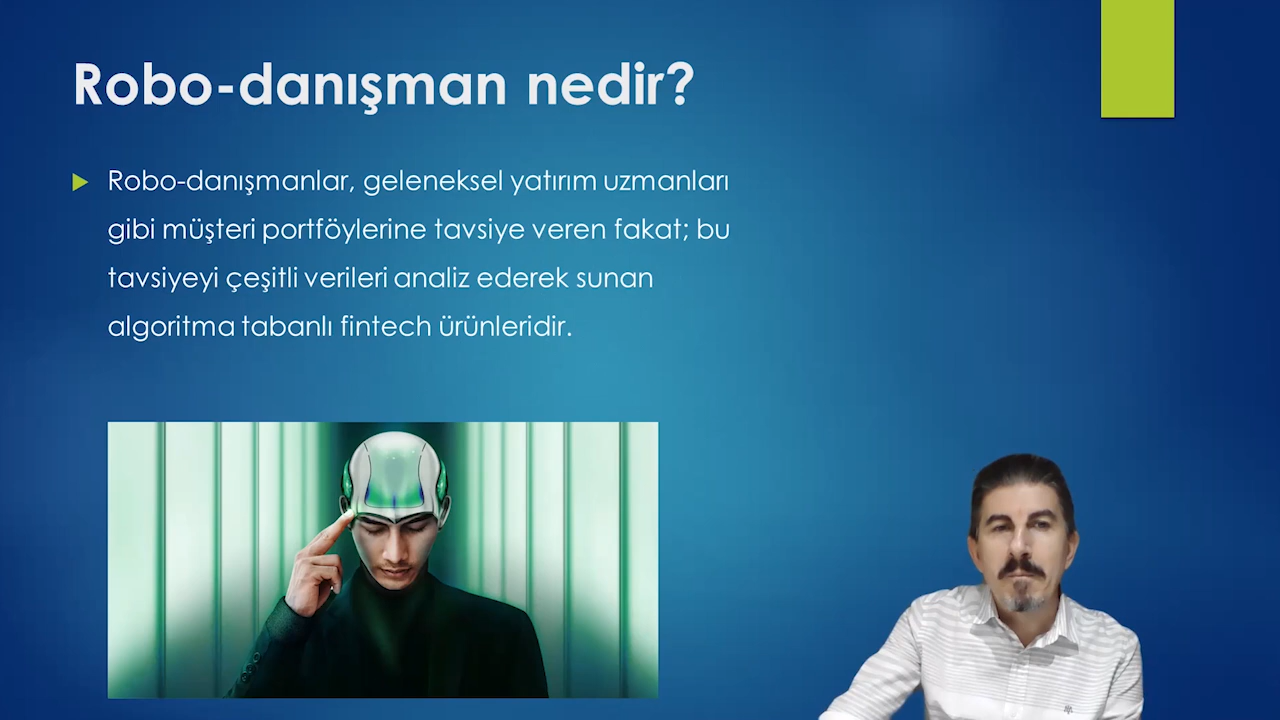 Robo-danışman nedir?
Robo-danışmanlar, geleneksel yatırım uzmanları
gibi müşteri portföylerine tavsiye veren fakat; bu
tavsiyeyi çeşitli verileri analiz ederek sunan
algoritma tabanlı fintech ürünleridir.